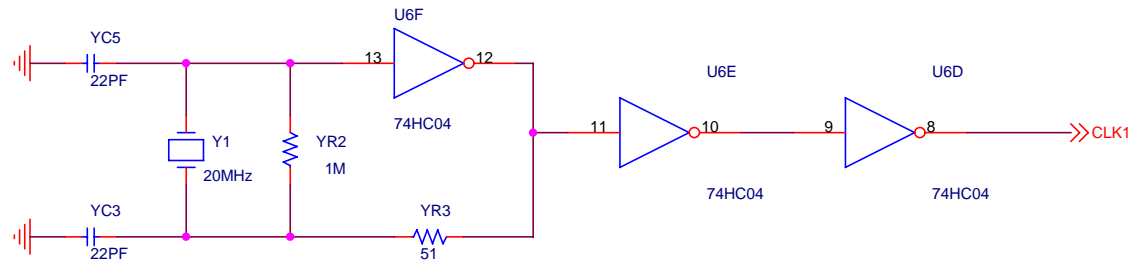 U6F
YC5
13
12
22PF
U6E
U6D
74HC04
11
10
9
8
CLK1
Y1
YR2
20MHz
1M
74HC04
74HC04
YC3
YR3
22PF
51